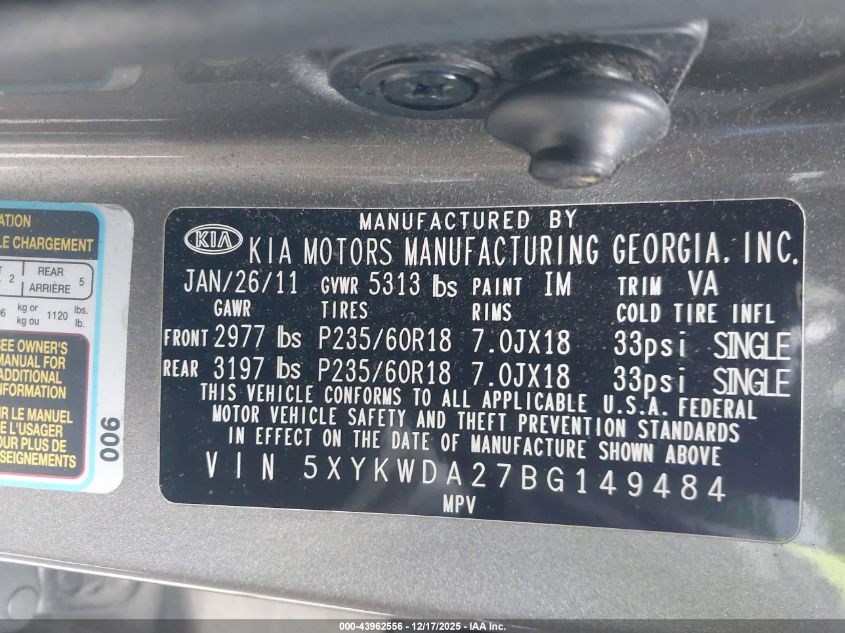 ATION
LE CHARGEMENT
2 REAR 5
ARRIÈRE
kg or 1120 lbs.
kg ou lb.
SEE OWNER'S
MANUAL FOR
ADDITIONAL
INFORMATION
LE MANUEL
L'USAGER
POUR PLUS DE
SEIGNEMENTS
006
MANUFACTURED BY
KIA KIA MOTORS MANUFACTURING GEORGIA, INC.
JAN/26/11 GVWR 5313 lbs PAINT IM TRIM VA
GAWR TIRES RIMS COLD TIRE INFL
FRONT 2977 lbs P235/60R18 7.0JX18 33psi SINGLE
REAR 3197 lbs P235/60R18 7.0JX18 33psi SINGLE
THIS VEHICLE CONFORMS TO ALL APPLICABLE U.S.A. FEDERAL
MOTOR VEHICLE SAFETY AND THEFT PREVENTION STANDARDS
IN EFFECT ON THE DATE OF MANUFACTURE SHOWN ABOVE
VIN 5XYKWDA27BG149484
MPV
000-43962556 - 12/17/2025 - IAA Inc.